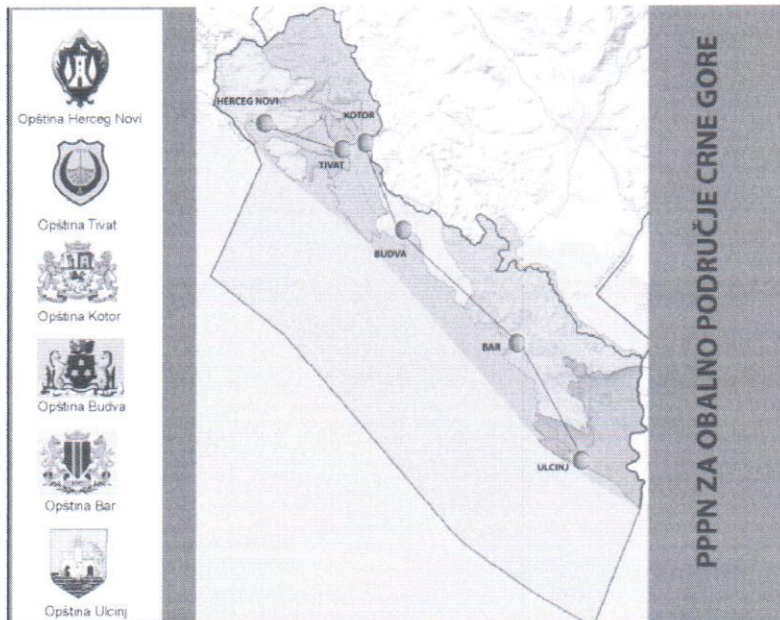 Opština Herceg Novi
Opština Tivat
Opština Kotor
Opština Budva
Opština Bar
Opština Ulcinj
HERCEG NOVI
KOTOR
TIVAT
BUDVA
BAR
ULCINJ
PPPN ZA OBALNO PODRUČJE CRNE GORE